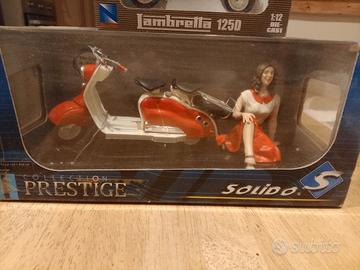 Lambretta 125D
1:12
DIE-
CAST
COLLECTION
PRESTIGE
SOLIDO
S
subito